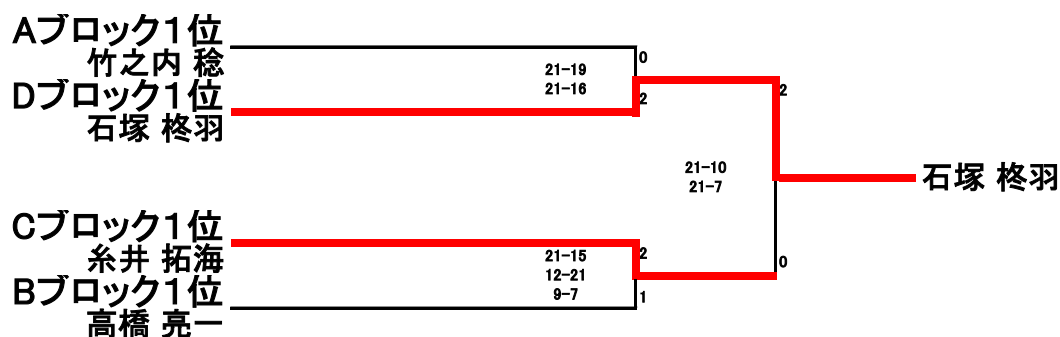 Aブロック1位
竹之内 稔
Dブロック1位
石塚 柊羽
Cブロック1位
糸井 拓海
Bブロック1位
高橋 亮一
21-19
21-16
0
2
21-15
12-21
9-7
2
1
21-10
21-7
2
0
石塚 柊羽